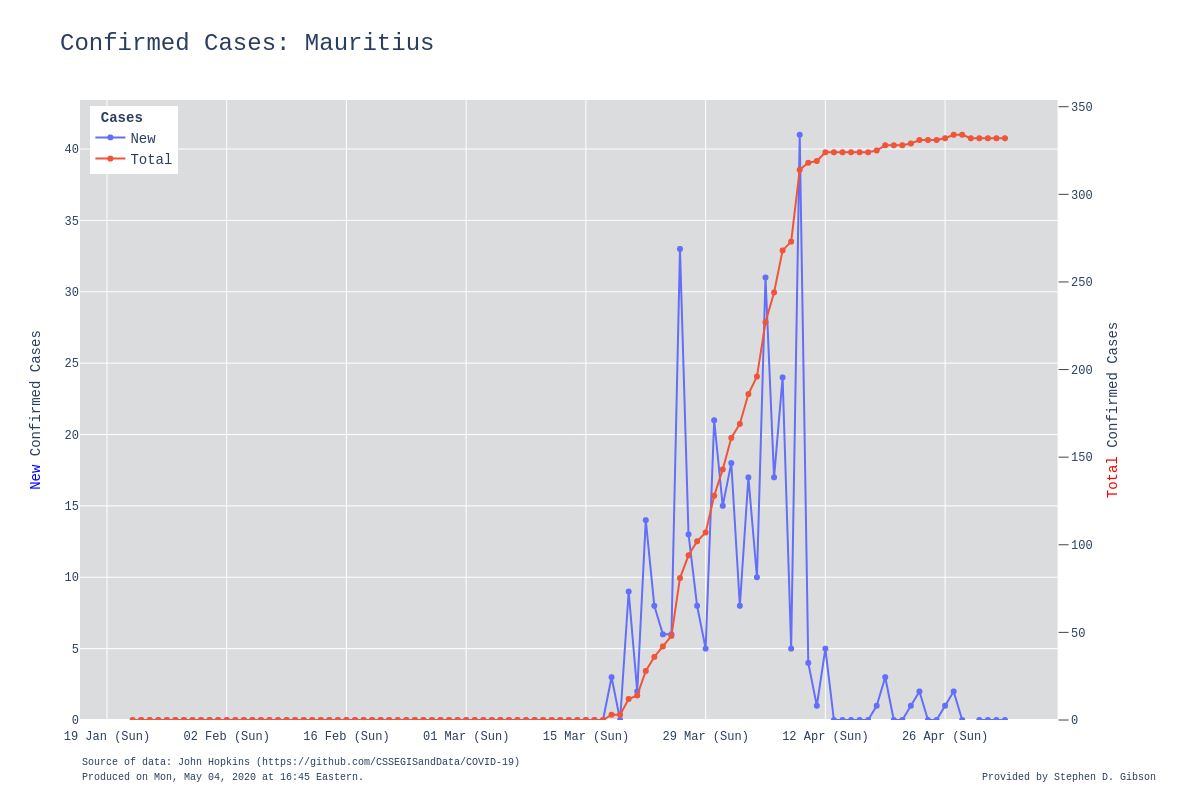 Confirmed Cases: Mauritius
Cases
New
Total
40
35
30
25
20
15
10
5
0
350
300
250
200
150
100
50
0
New Confirmed Cases
Total Confirmed Cases
19 Jan (Sun) 02 Feb (Sun) 16 Feb (Sun) 01 Mar (Sun) 15 Mar (Sun) 29 Mar (Sun) 12 Apr (Sun) 26 Apr (Sun)
Source of data: John Hopkins (https://github.com/CSSEGISandData/COVID-19)
Produced on Mon, May 04, 2020 at 16:45 Eastern.
Provided by Stephen D. Gibson